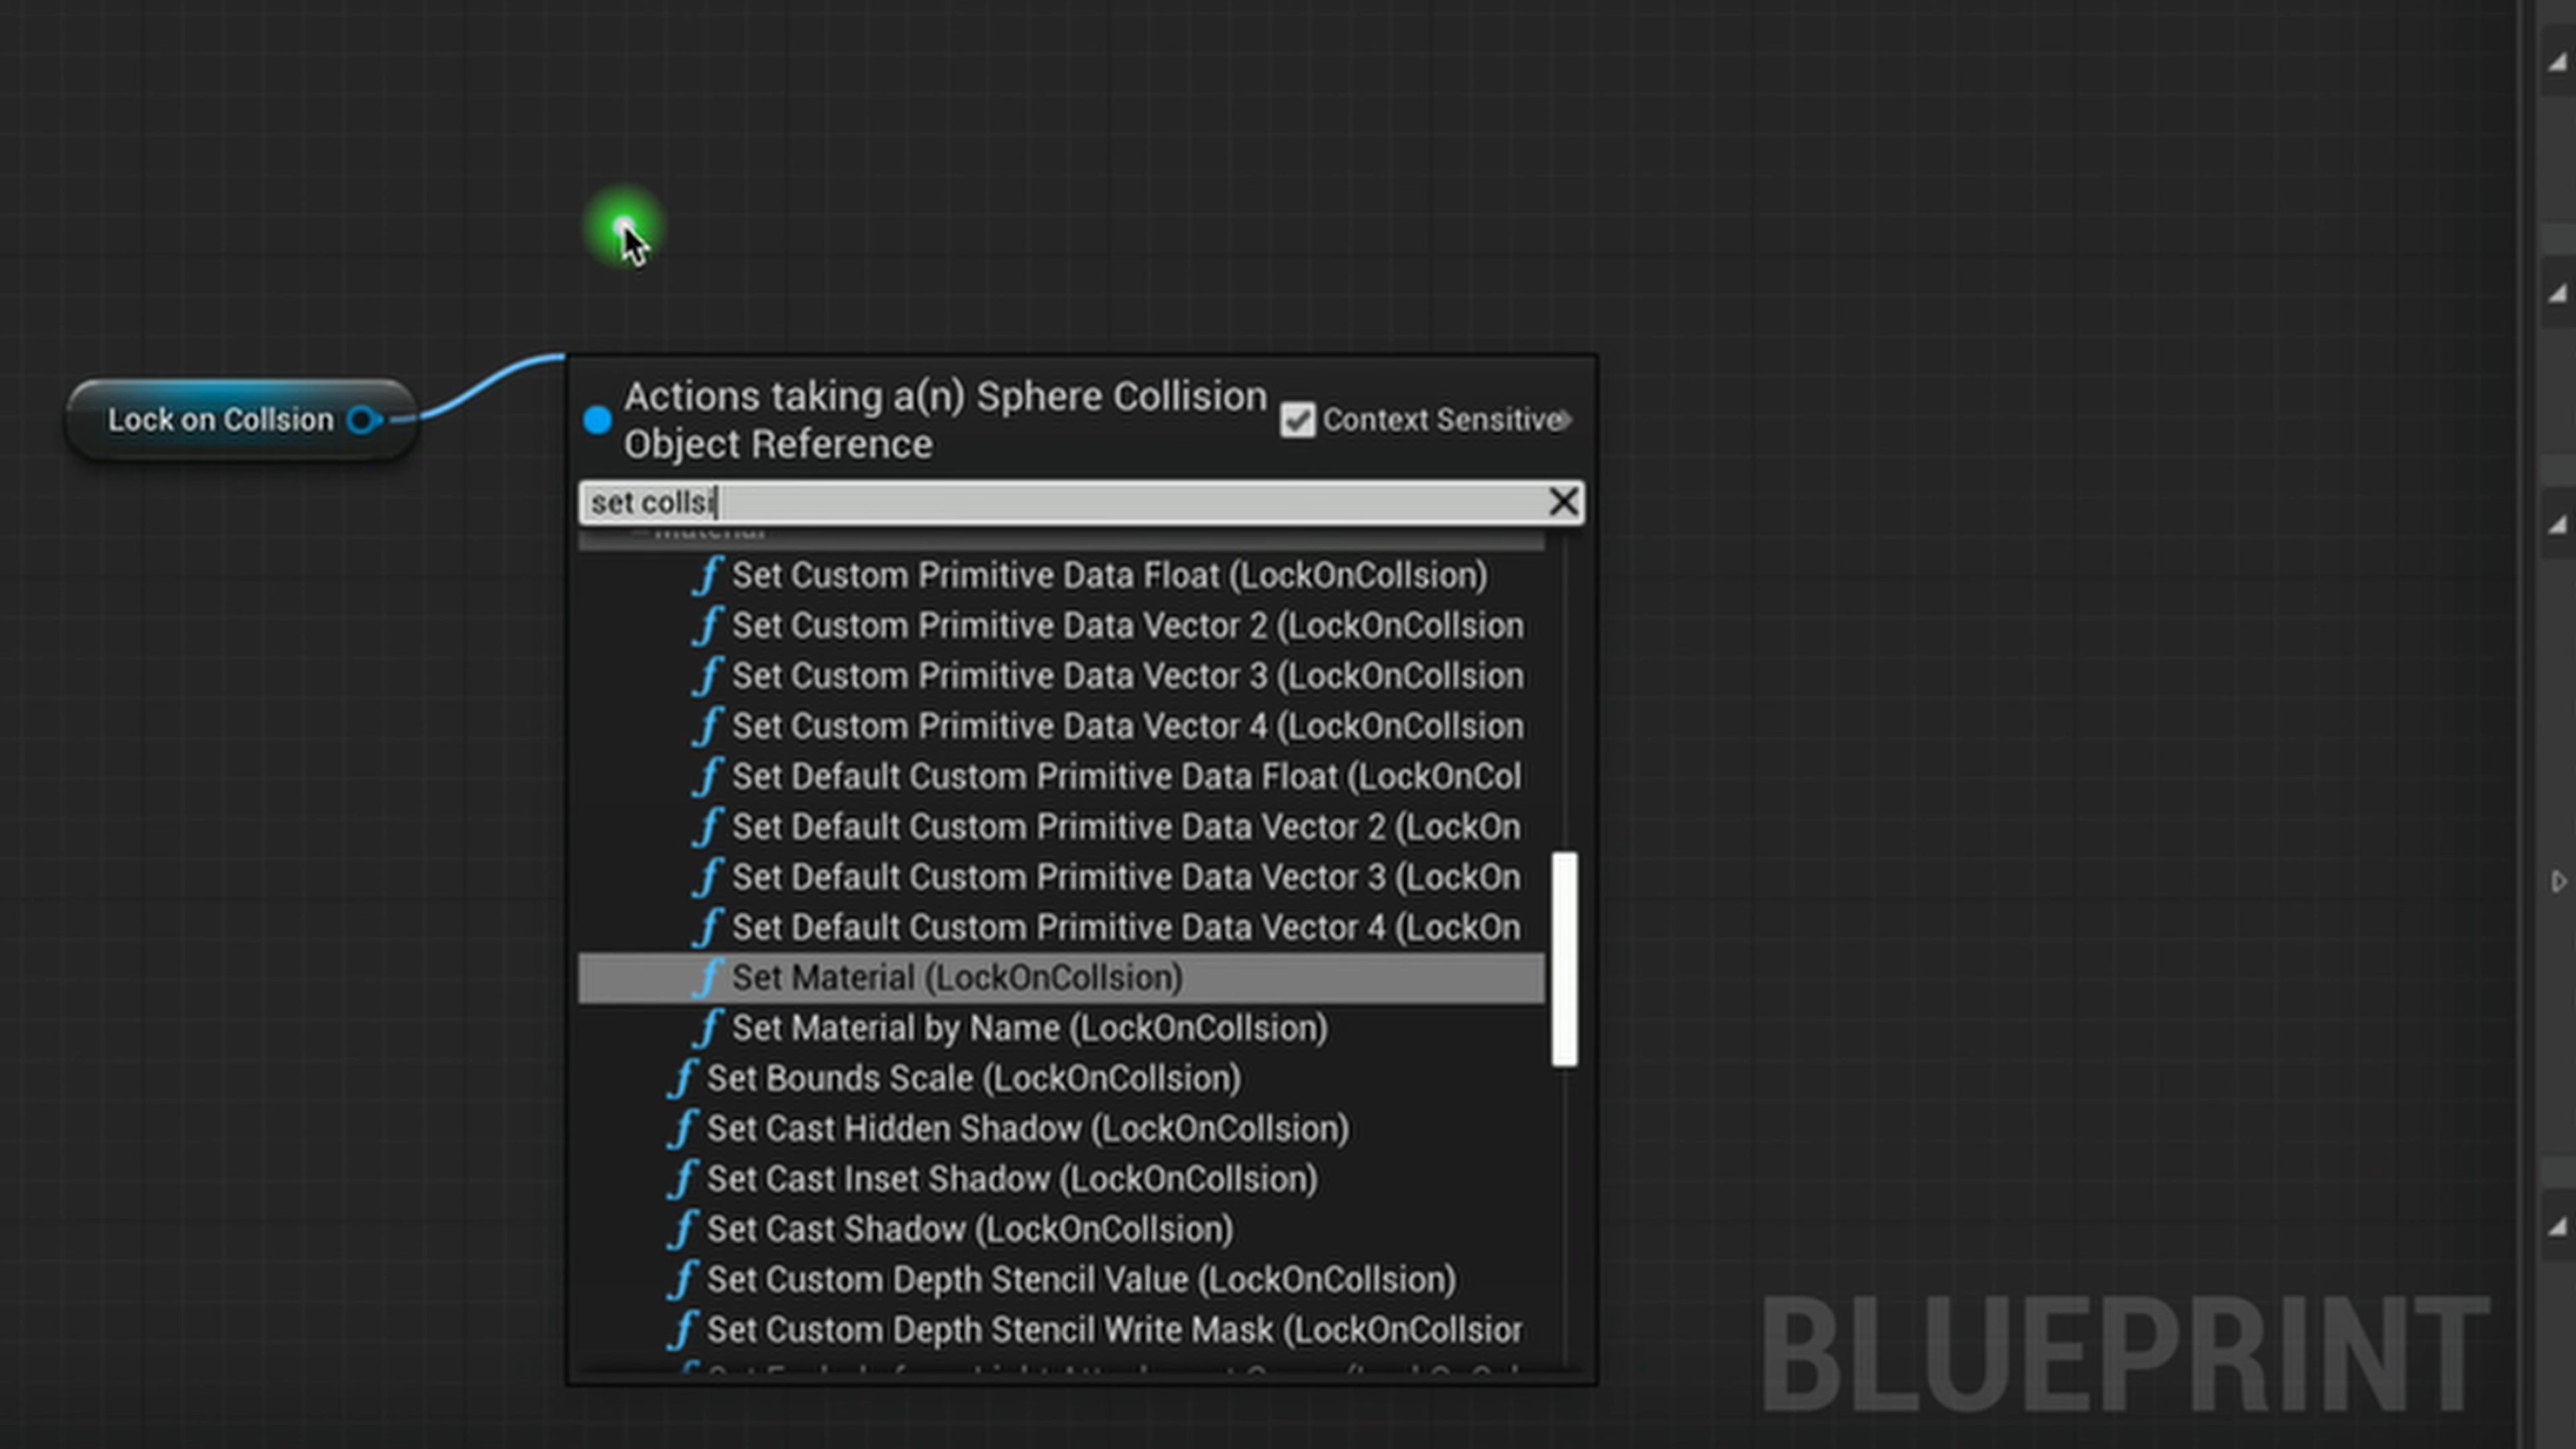 Lock on Collsion
Actions taking a(n) Sphere Collision
Object Reference
Context Sensitive
set collsi
Material
Set Custom Primitive Data Float (LockOnCollsion)
Set Custom Primitive Data Vector 2 (LockOnCollsion
Set Custom Primitive Data Vector 3 (LockOnCollsion
Set Custom Primitive Data Vector 4 (LockOnCollsion
Set Default Custom Primitive Data Float (LockOnCol
Set Default Custom Primitive Data Vector 2 (LockOn
Set Default Custom Primitive Data Vector 3 (LockOn
Set Default Custom Primitive Data Vector 4 (LockOn
Set Material (LockOnCollsion)
Set Material by Name (LockOnCollsion)
Set Bounds Scale (LockOnCollsion)
Set Cast Hidden Shadow (LockOnCollsion)
Set Cast Inset Shadow (LockOnCollsion)
Set Cast Shadow (LockOnCollsion)
Set Custom Depth Stencil Value (LockOnCollsion)
Set Custom Depth Stencil Write Mask (LockOnCollsior
BLUEPRINT